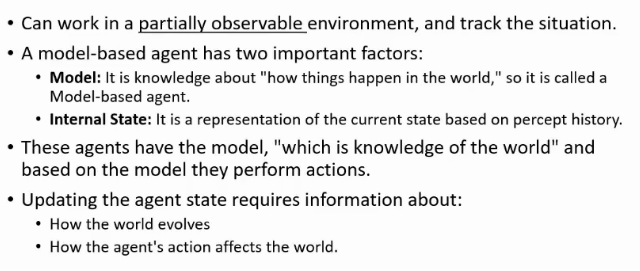 • Can work in a partially observable environment, and track the situation.
• A model-based agent has two important factors:
• Model: It is knowledge about "how things happen in the world," so it is called a
Model-based agent.
• Internal State: It is a representation of the current state based on percept history.
• These agents have the model, "which is knowledge of the world" and
based on the model they perform actions.
• Updating the agent state requires information about:
• How the world evolves
• How the agent's action affects the world.